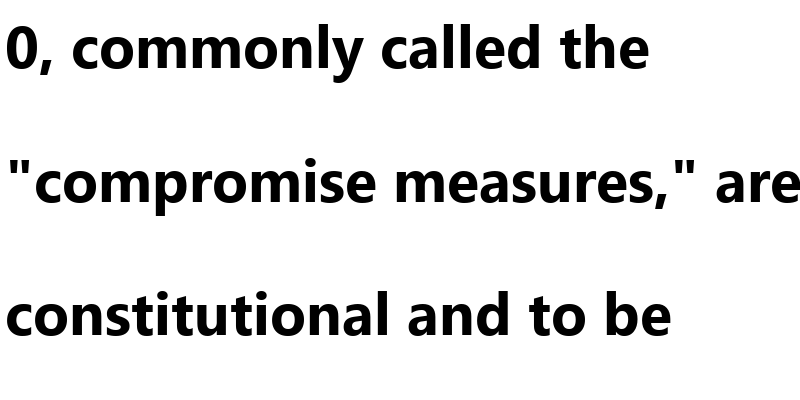 0, commonly called the
"compromise measures," are
constitutional and to be